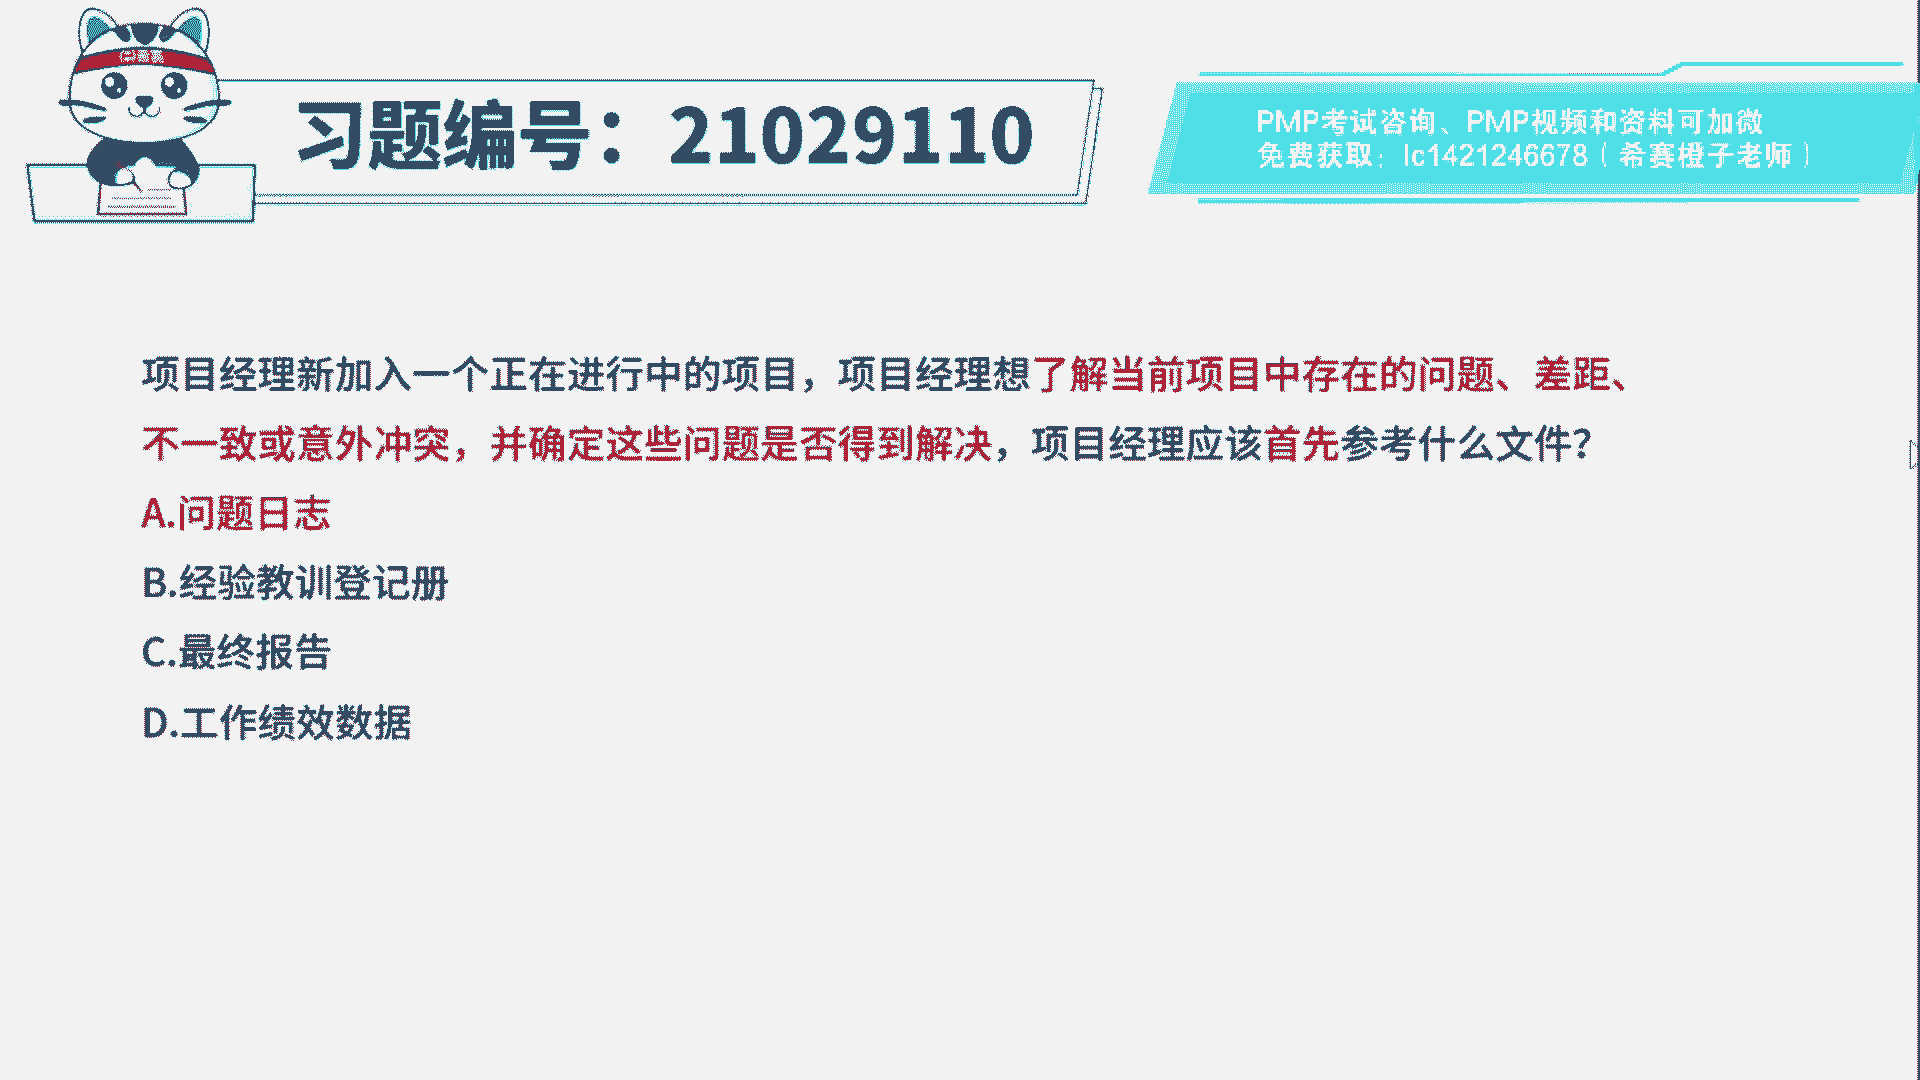 习题编号：21029110
PMP考试咨询、PMP视频和资料可加微
免费获取：lc1421246678（希赛橙子老师）
项目经理新加入一个正在进行中的项目，项目经理想了解当前项目中存在的问题、差距、
不一致或意外冲突，并确定这些问题是否得到解决，项目经理应该首先参考什么文件？
A.问题日志
B.经验教训登记册
C.最终报告
D.工作绩效数据